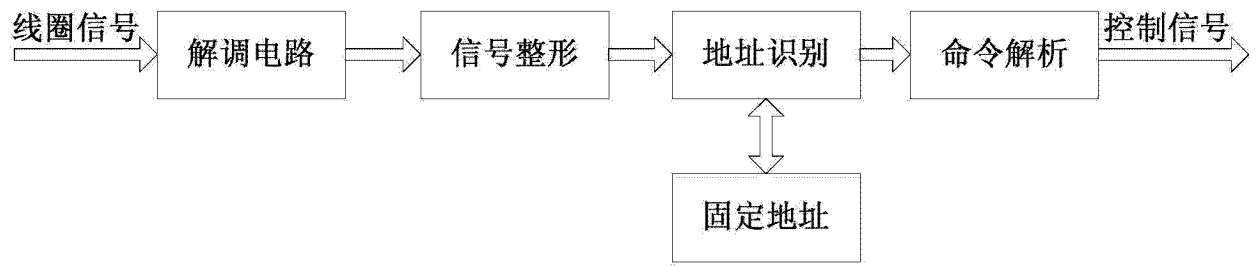 线圈信号
解调电路
信号整形
地址识别
命令解析
控制信号
固定地址